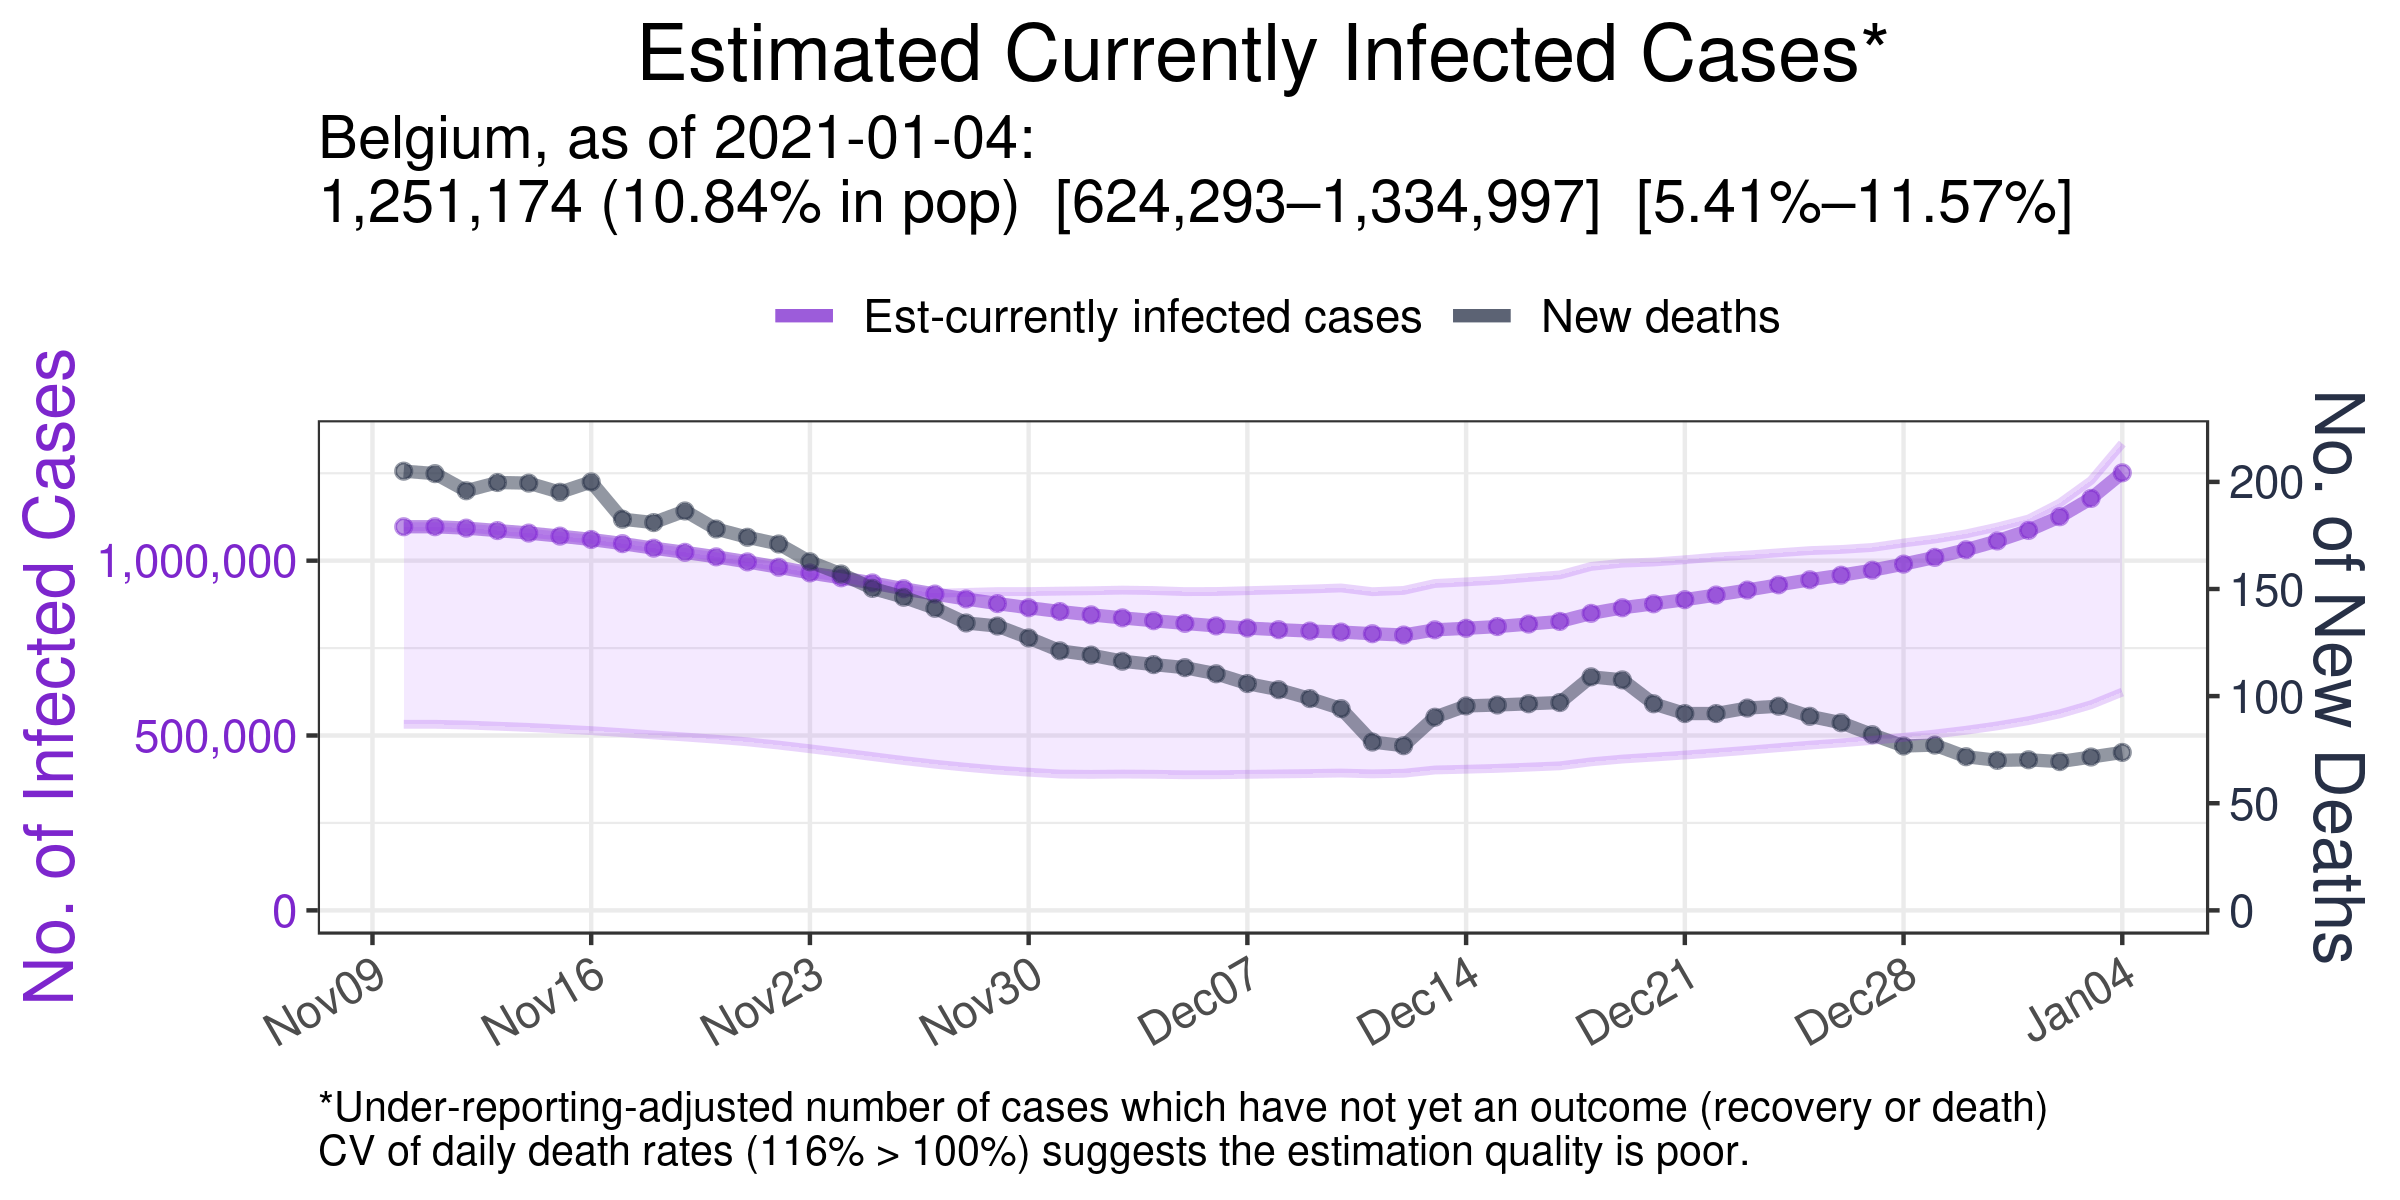 Estimated Currently Infected Cases*
Belgium, as of 2021-01-04:
1,251,174 (10.84% in pop)  [624,293–1,334,997]  [5.41%–11.57%]
Est-currently infected cases
New deaths
No. of Infected Cases
1,000,000
500,000
0
200
150
100
50
0
No. of New Deaths
Nov09
Nov16
Nov23
Nov30
Dec07
Dec14
Dec21
Dec28
Jan04
*Under-reporting-adjusted number of cases which have not yet an outcome (recovery or death)
CV of daily death rates (116% > 100%) suggests the estimation quality is poor.